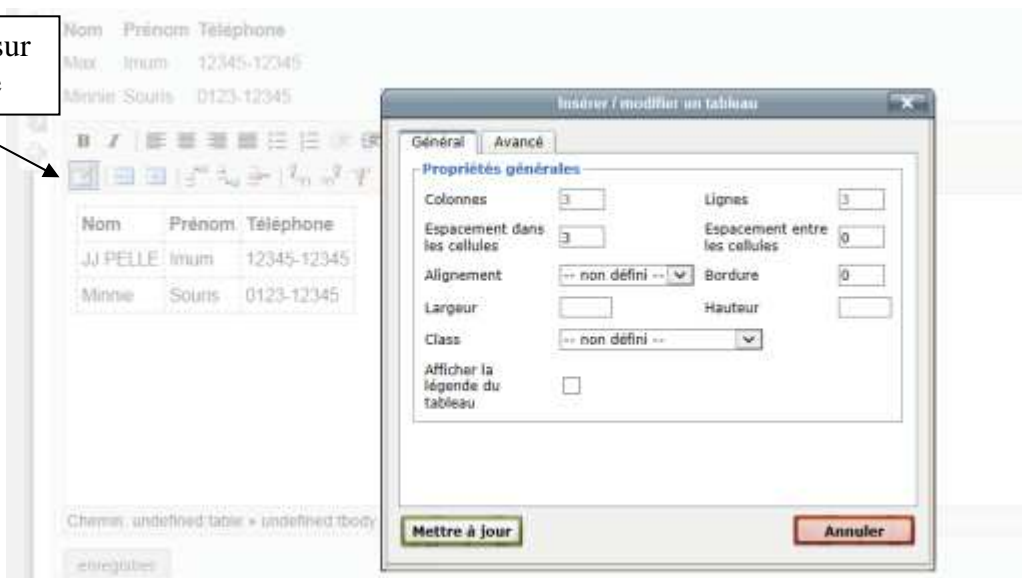 sur
Nom Prénom Téléphone
Max Imum 12345-12345
Minnie Souris 0123-12345
Insérer / modifier un tableau
B I
Général Avancé
Propriétés générales
Colonnes 3 Lignes 3
Espacement dans les cellules 3 Espacement entre les cellules 0
Alignement -- non défini -- Bordure 0
Largeur Hauteur
Class -- non défini --
Afficher la légende du tableau
Nom Prénom Téléphone
JJ PELLE Imum 12345-12345
Minnie Souris 0123-12345
Chemin: undefined table » undefined tbody
Mettre à jour Annuler
enregistrer